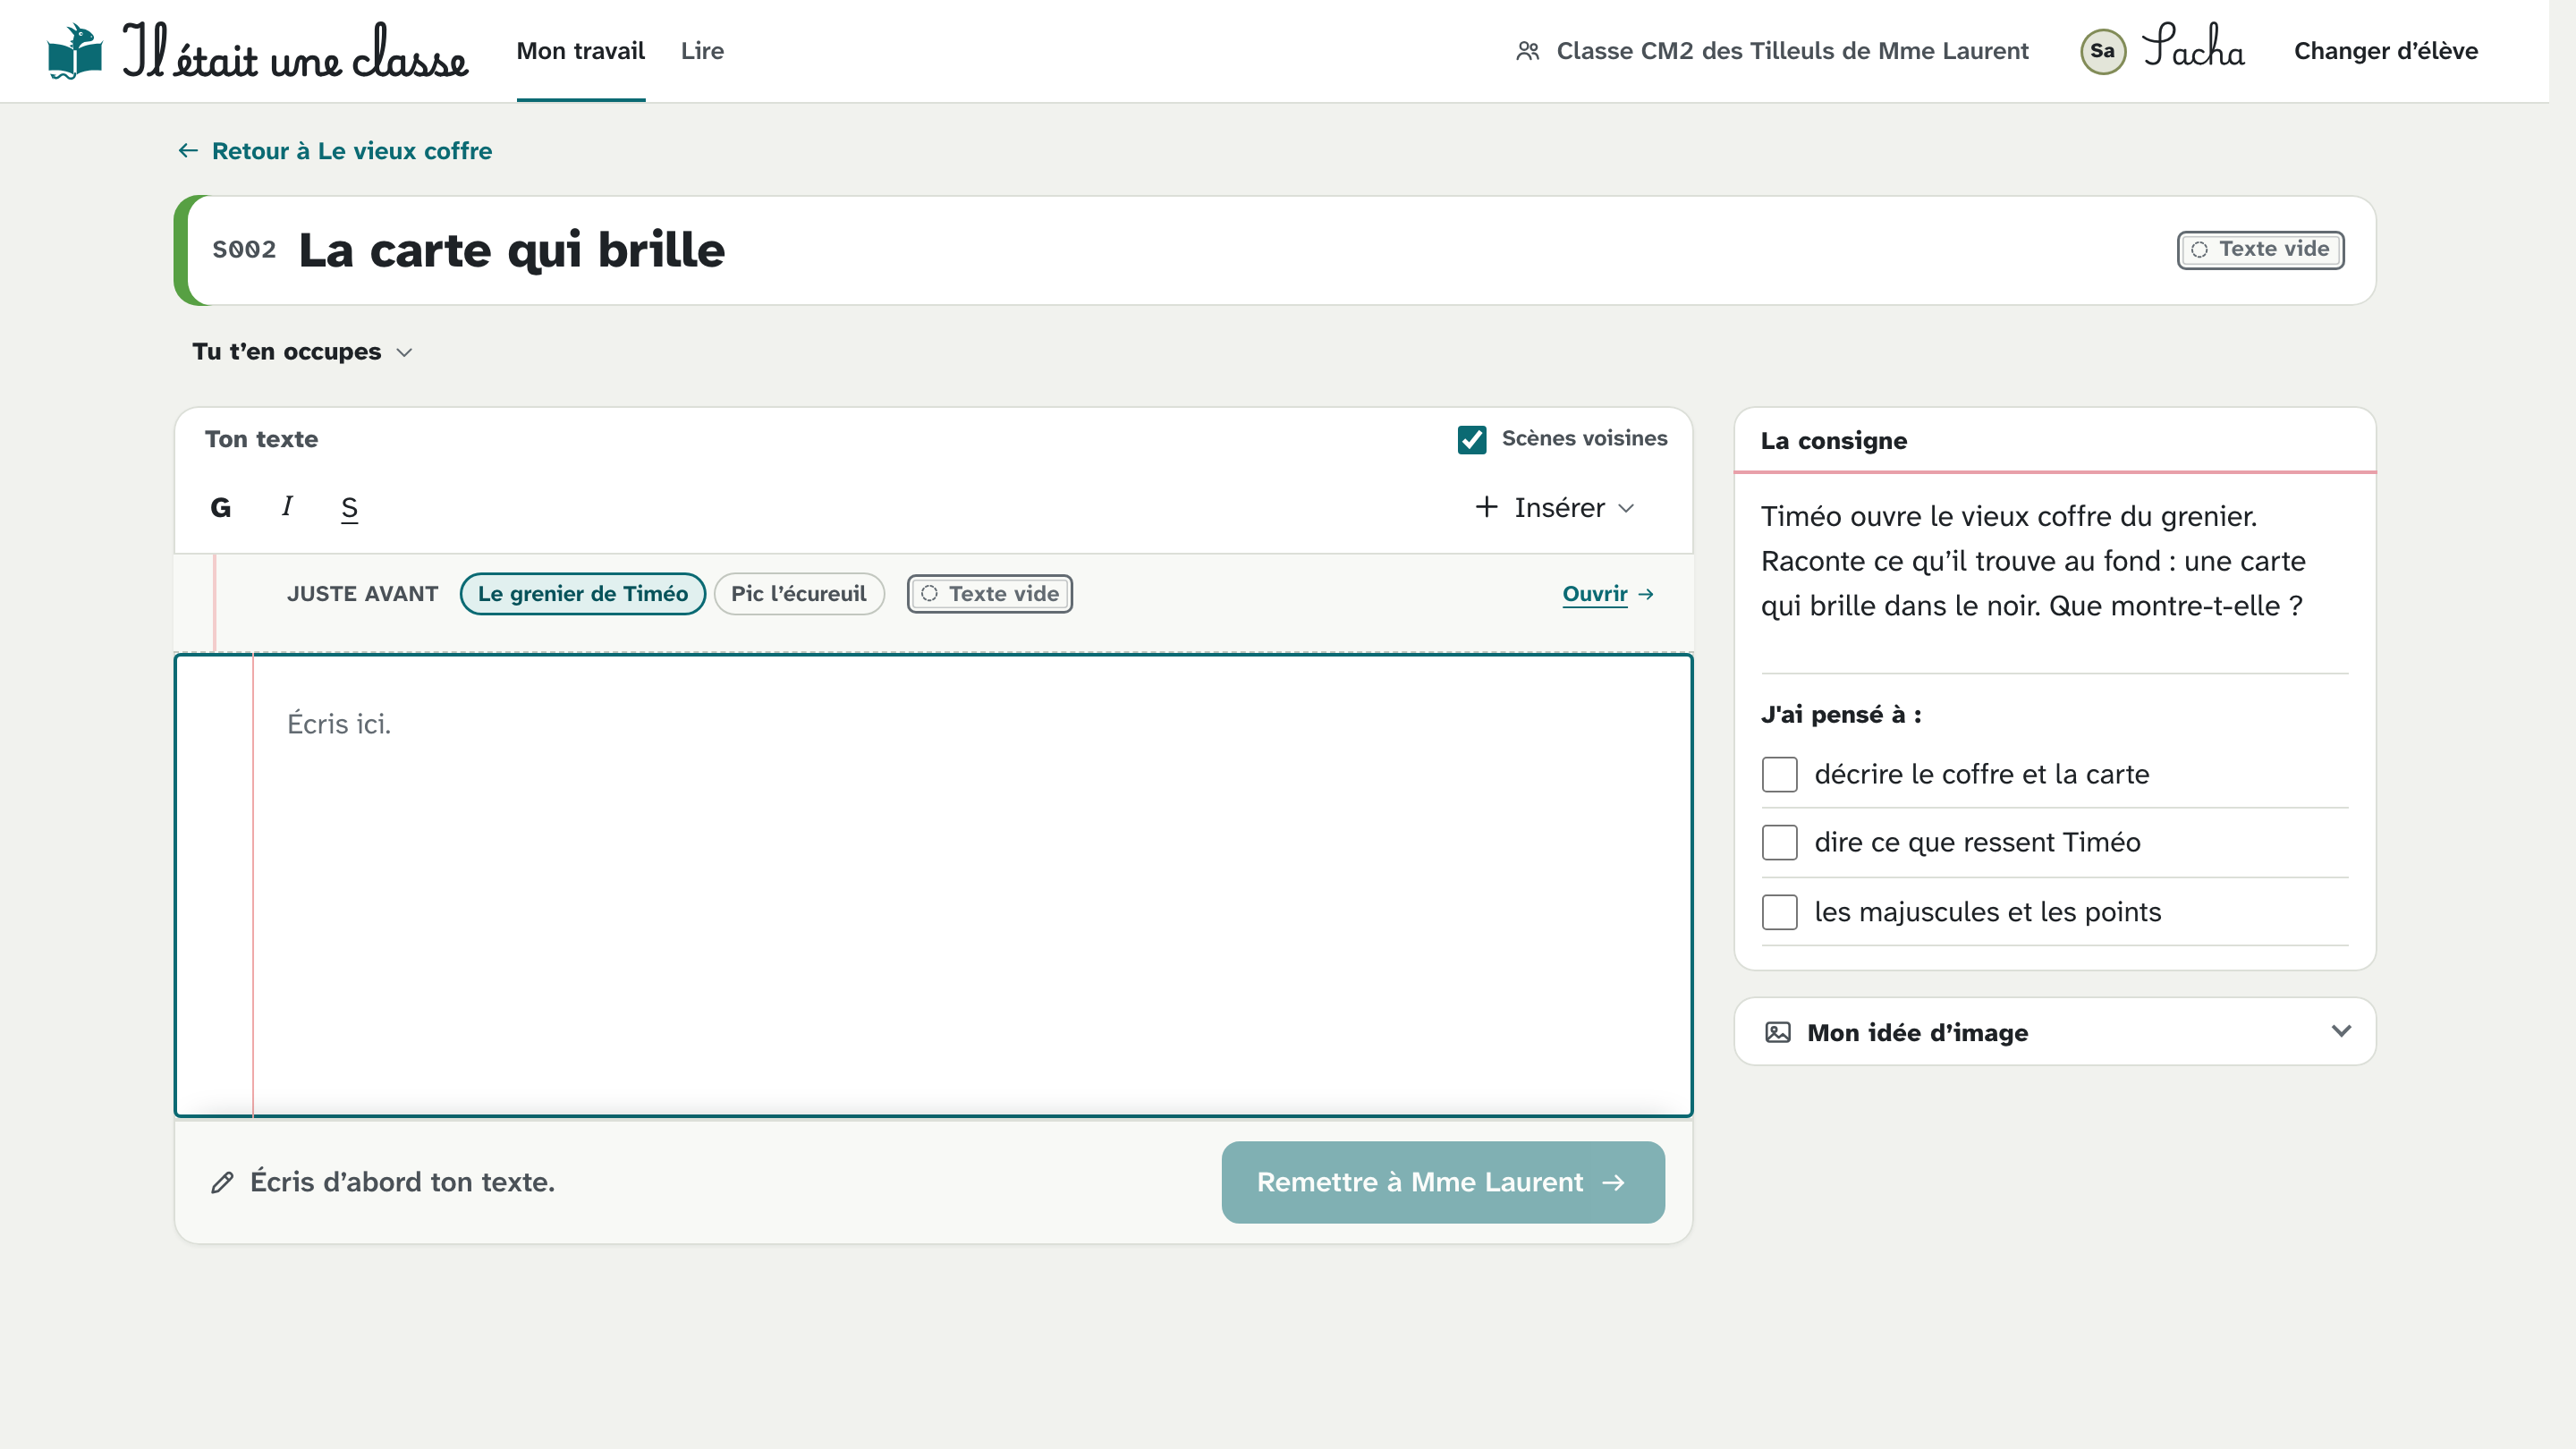 Il était une classe
Mon travail
Lire
Classe CM2 des Tilleuls de Mme Laurent
Sa
Sacha
Changer d’élève
← Retour à Le vieux coffre
S002 La carte qui brille
Texte vide
Tu t’en occupes
Ton texte
Scènes voisines
G I S
+ Insérer
JUSTE AVANT Le grenier de Timéo Pic l’écureuil Texte vide Ouvrir →
Écris ici.
Écris d’abord ton texte.
Remettre à Mme Laurent →
La consigne
Timéo ouvre le vieux coffre du grenier.
Raconte ce qu’il trouve au fond : une carte
qui brille dans le noir. Que montre-t-elle ?
J'ai pensé à :
décrire le coffre et la carte
dire ce que ressent Timéo
les majuscules et les points
Mon idée d’image